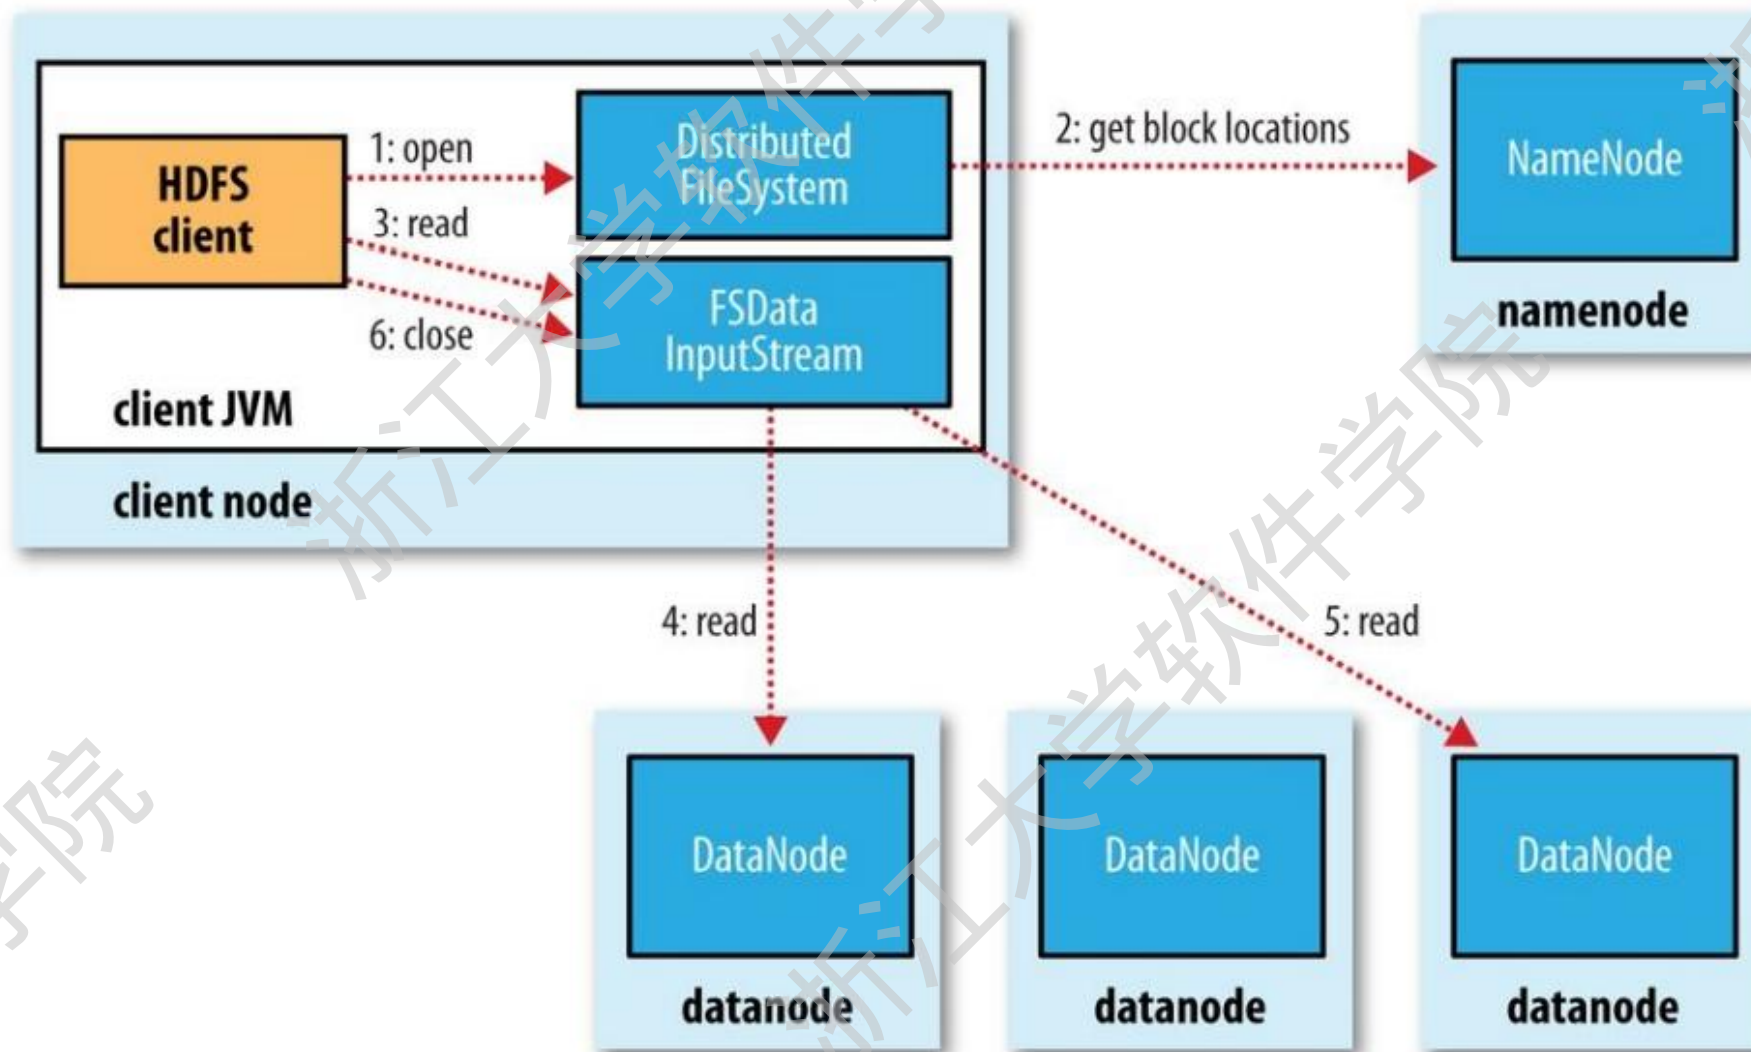 1: open
Distributed
FileSystem
2: get block locations
NameNode
HDFS
client
3: read
FSData
InputStream
6: close
namenode
client JVM
client node
4: read
5: read
DataNode
DataNode
DataNode
datanode
datanode
datanode
浙江大学软件学
浙江大学软件学院
学院
浙